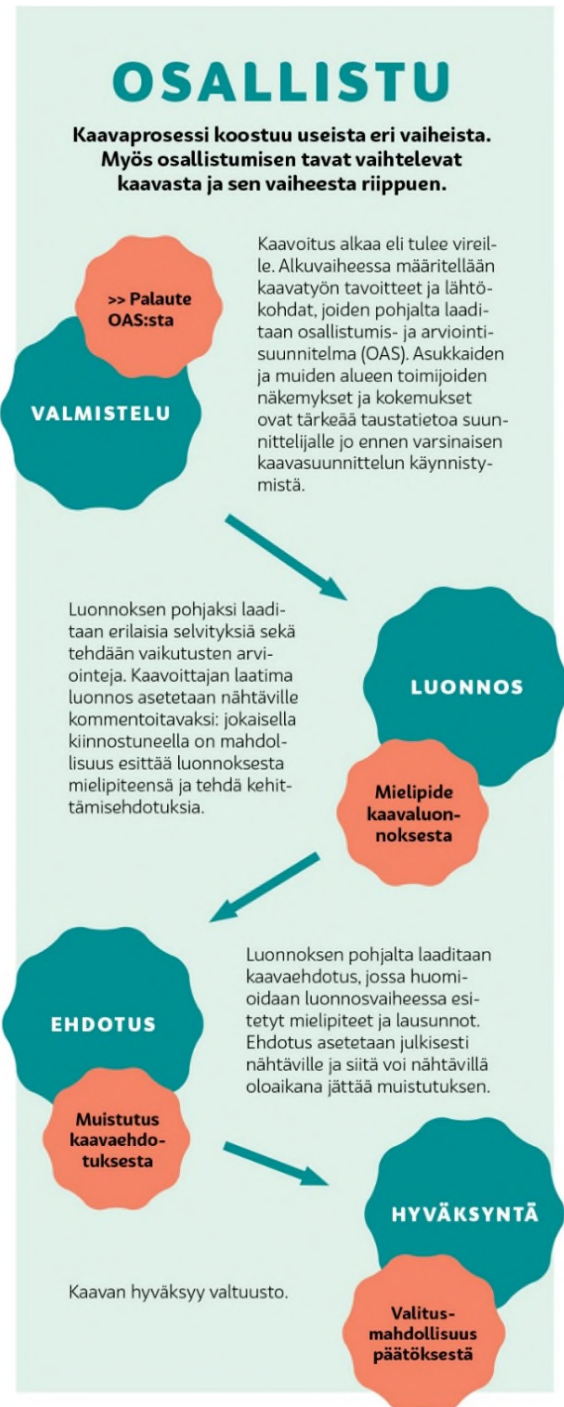 OSALLISTU
Kaavaprosessi koostuu useista eri vaiheista.
Myös osallistumisen tavat vaihtelevat
kaavasta ja sen vaiheesta riippuen.
>> Palaute
OAS:sta
VALMISTELU
Kaavoitus alkaa eli tulee vireil-
le. Alkuvaiheessa määritellään
kaavatyön tavoitteet ja lähtö-
kohdat, joiden pohjalta laadi-
taan osallistumis- ja arviointi-
suunnitelma (OAS). Asukkaiden
ja muiden alueen toimijoiden
näkemykset ja kokemukset
ovat tärkeää taustatietoa suun-
nittelijalle jo ennen varsinaisen
kaavasuunnittelun käynnisty-
mistä.
Luonnoksen pohjaksi laadi-
taan erilaisia selvityksiä sekä
tehdään vaikutusten arvi-
ointeja. Kaavoittajan laatima
luonnos asetetaan nähtäville
kommentoitavaksi: jokaisella
kiinnostuneella on mahdol-
lisuus esittää luonnoksesta
mielipiteensä ja tehdä kehit-
tämisehdotuksia.
LUONNOS
Mielipide
kaavaluon-
noksesta
EHDOTUS
Muistutus
kaavaehdo-
tuksesta
Luonnoksen pohjalta laaditaan
kaavaehdotus, jossa huomi-
oidaan luonnosvaiheessa esi-
tetyt mielipiteet ja lausunnot.
Ehdotus asetetaan julkisesti
nähtäville ja siitä voi nähtävillä
oloaikana jättää muistutuksen.
HYVÄKSYNTÄ
Valitus-
mahdollisuus
päätöksestä
Kaavan hyväksyy valtuusto.